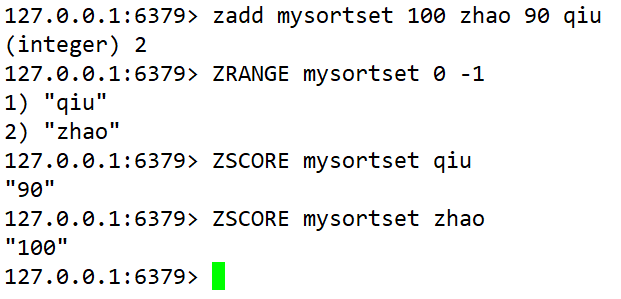 127.0.0.1:6379> zadd mysortset 100 zhao 90 qiu
(integer) 2
127.0.0.1:6379> ZRANGE mysortset 0 -1
1) "qiu"
2) "zhao"
127.0.0.1:6379> ZSCORE mysortset qiu
"90"
127.0.0.1:6379> ZSCORE mysortset zhao
"100"
127.0.0.1:6379>